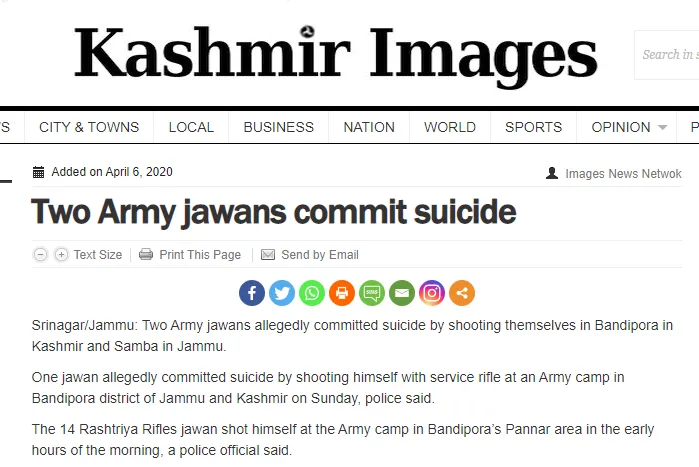 Kashmir Images
Search in s
'S CITY & TOWNS LOCAL BUSINESS NATION WORLD SPORTS OPINION P
Added on April 6, 2020 Images News Netwok
Two Army jawans commit suicide
Text Size Print This Page Send by Email
SMS
Srinagar/Jammu: Two Army jawans allegedly committed suicide by shooting themselves in Bandipora in
Kashmir and Samba in Jammu.
One jawan allegedly committed suicide by shooting himself with service rifle at an Army camp in
Bandipora district of Jammu and Kashmir on Sunday, police said.
The 14 Rashtriya Rifles jawan shot himself at the Army camp in Bandipora's Pannar area in the early
hours of the morning, a police official said.